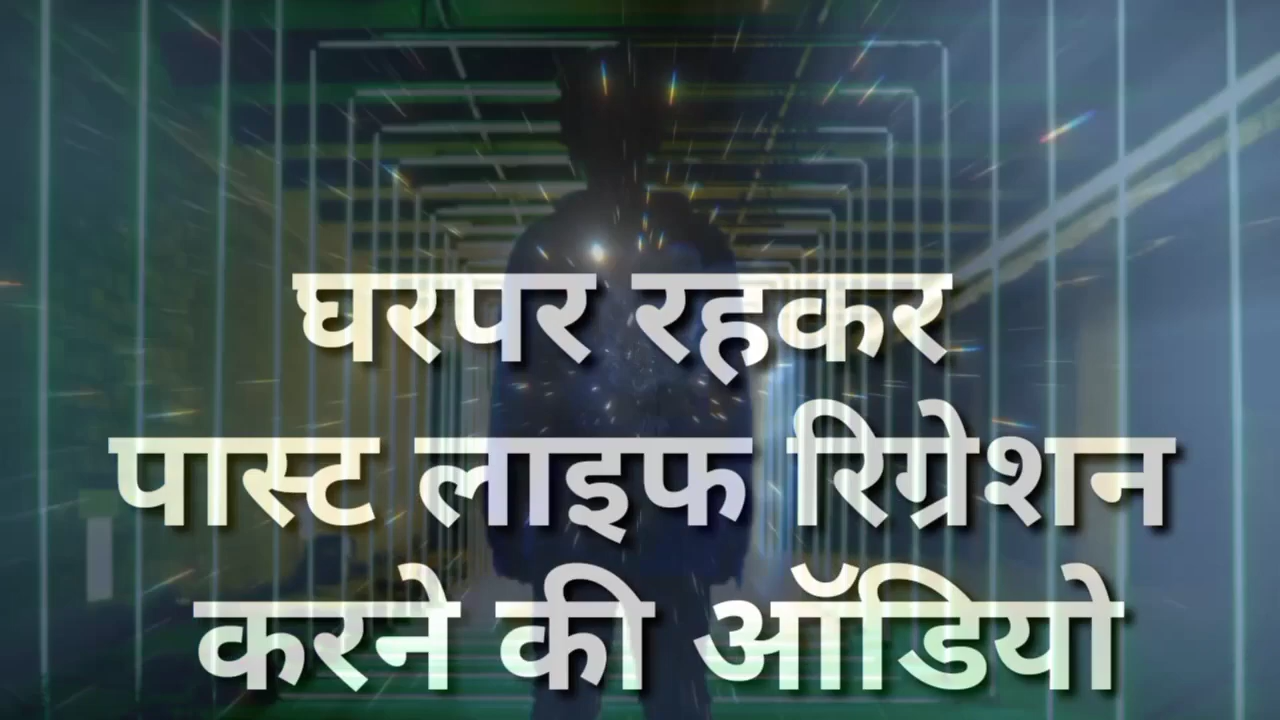 घरपर रहकर
पास्ट लाइफ रिग्रेशन
करने की ऑडियो